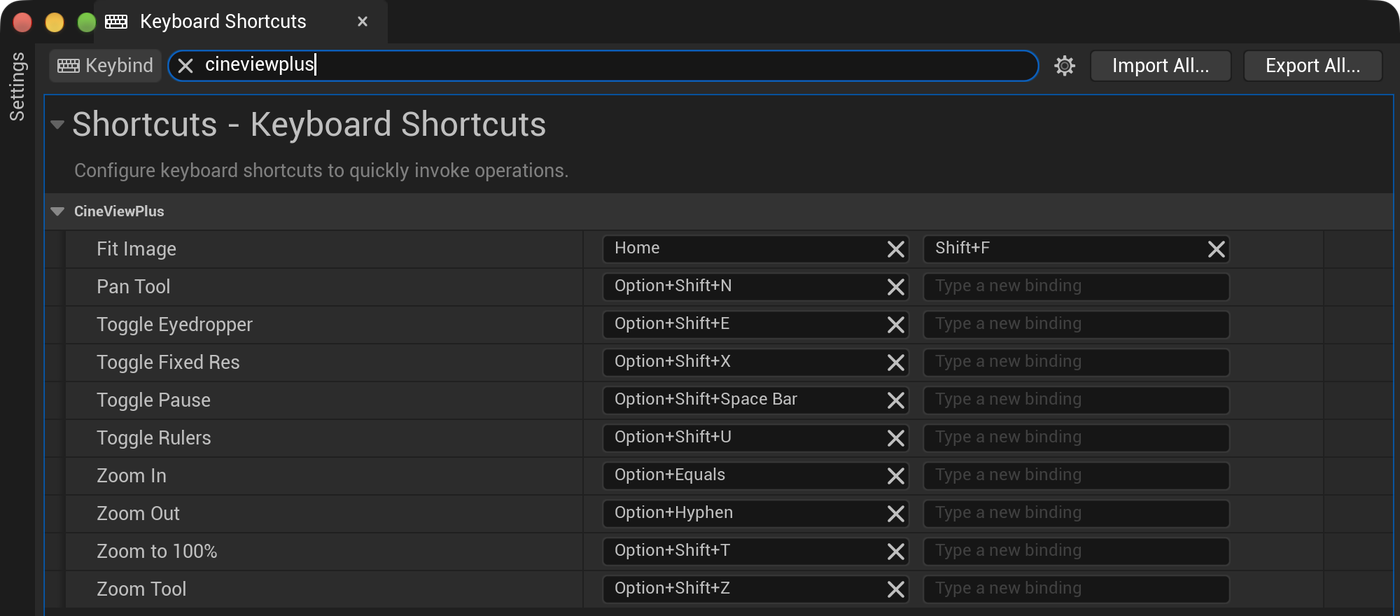 Keyboard Shortcuts
Settings
Keybind cineviewplus Import All... Export All...
Shortcuts - Keyboard Shortcuts
Configure keyboard shortcuts to quickly invoke operations.
CineViewPlus
Fit Image Home Shift+F
Pan Tool Option+Shift+N Type a new binding
Toggle Eyedropper Option+Shift+E Type a new binding
Toggle Fixed Res Option+Shift+X Type a new binding
Toggle Pause Option+Shift+Space Bar Type a new binding
Toggle Rulers Option+Shift+U Type a new binding
Zoom In Option+Equals Type a new binding
Zoom Out Option+Hyphen Type a new binding
Zoom to 100% Option+Shift+T Type a new binding
Zoom Tool Option+Shift+Z Type a new binding